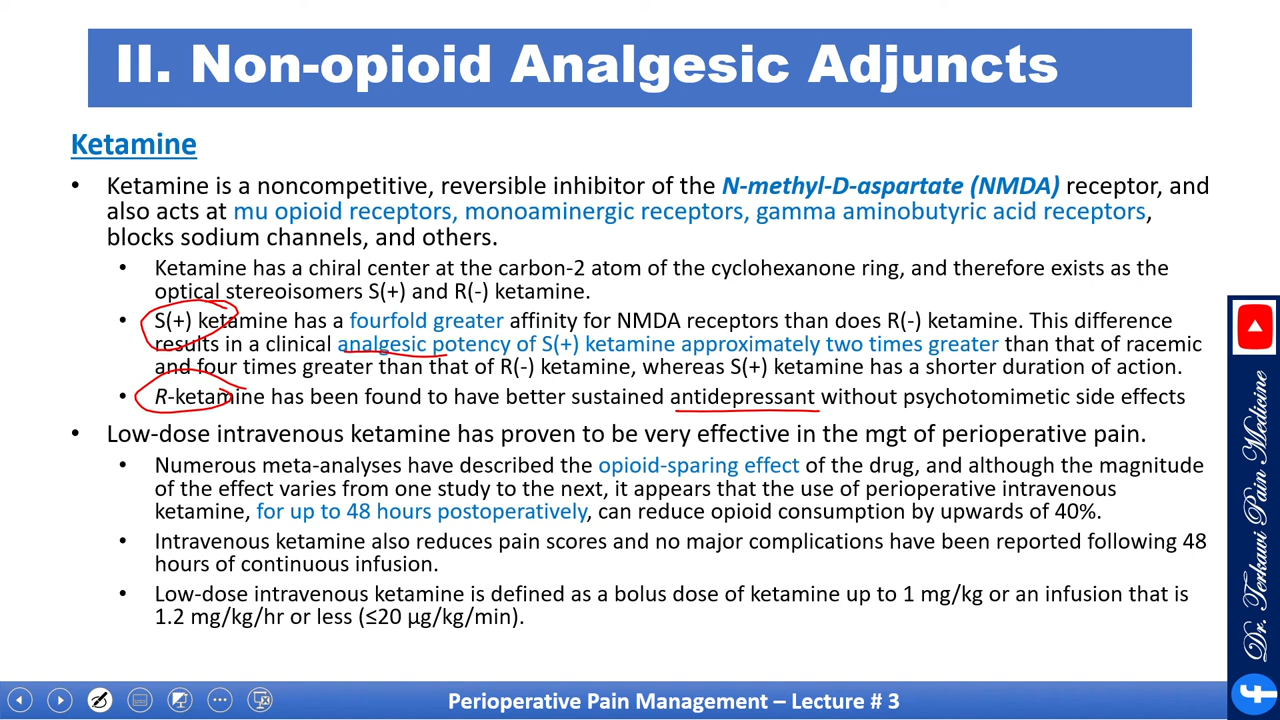 II. Non-opioid Analgesic Adjuncts
Ketamine
• Ketamine is a noncompetitive, reversible inhibitor of the N-methyl-D-aspartate (NMDA) receptor, and
also acts at mu opioid receptors, monoaminergic receptors, gamma aminobutyric acid receptors,
blocks sodium channels, and others.
• Ketamine has a chiral center at the carbon-2 atom of the cyclohexanone ring, and therefore exists as the
optical stereoisomers S(+) and R(-) ketamine.
• S(+) ketamine has a fourfold greater affinity for NMDA receptors than does R(-) ketamine. This difference
results in a clinical analgesic potency of S(+) ketamine approximately two times greater than that of racemic
and four times greater than that of R(-) ketamine, whereas S(+) ketamine has a shorter duration of action.
• R-ketamine has been found to have better sustained antidepressant without psychotomimetic side effects
• Low-dose intravenous ketamine has proven to be very effective in the mgt of perioperative pain.
• Numerous meta-analyses have described the opioid-sparing effect of the drug, and although the magnitude
of the effect varies from one study to the next, it appears that the use of perioperative intravenous
ketamine, for up to 48 hours postoperatively, can reduce opioid consumption by upwards of 40%.
• Intravenous ketamine also reduces pain scores and no major complications have been reported following 48
hours of continuous infusion.
• Low-dose intravenous ketamine is defined as a bolus dose of ketamine up to 1 mg/kg or an infusion that is
1.2 mg/kg/hr or less (≤20 μg/kg/min).
Dr. Terkawi Pain Medicine
Perioperative Pain Management – Lecture # 3